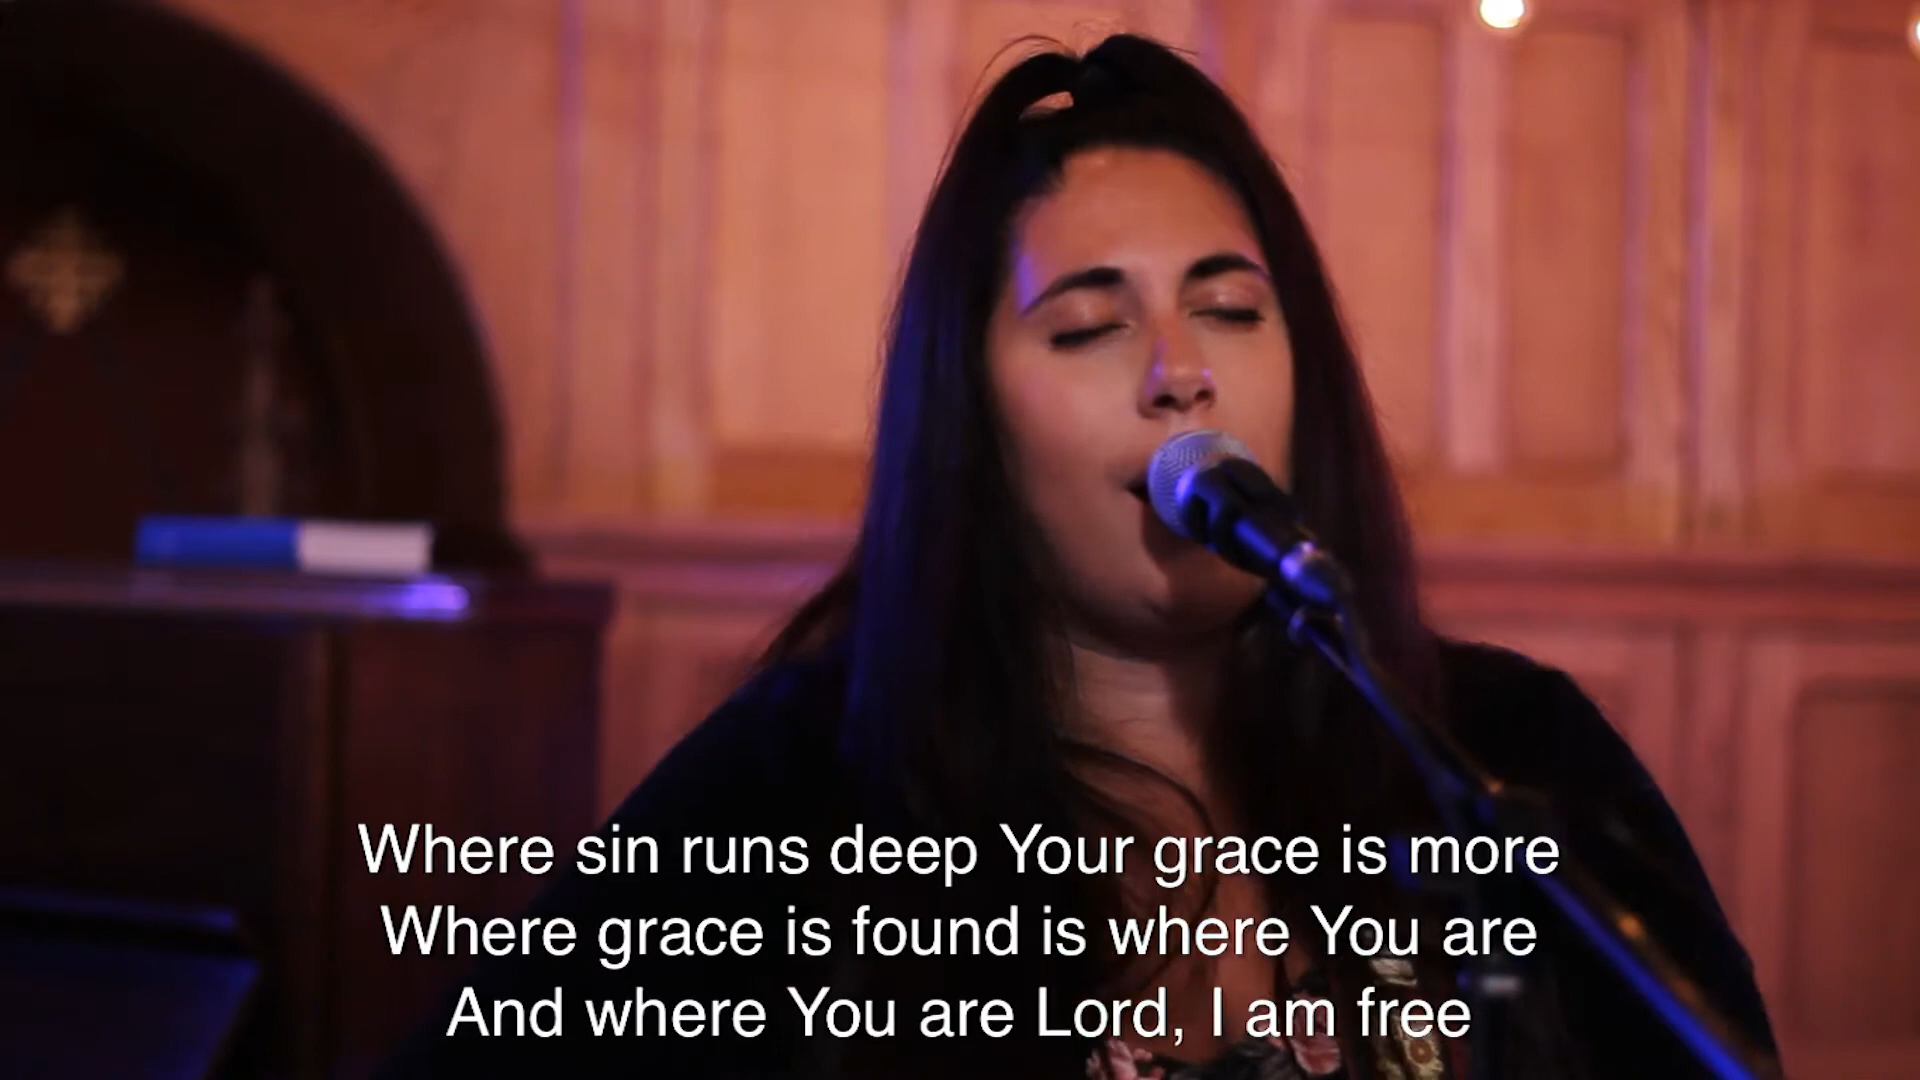 Where sin runs deep Your grace is more
Where grace is found is where You are
And where You are Lord, I am free